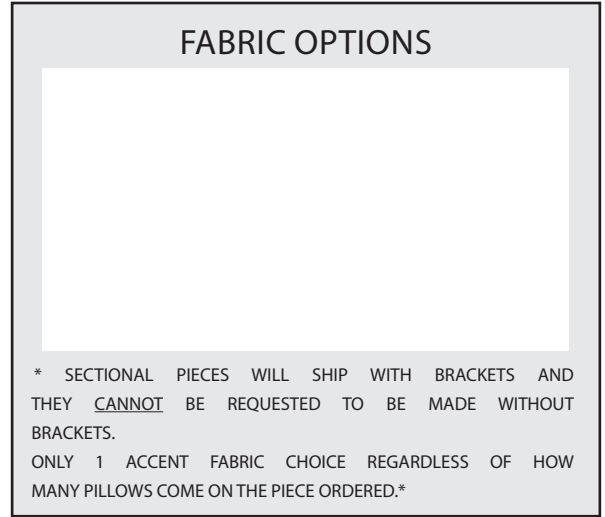 FABRIC OPTIONS
* SECTIONAL PIECES WILL SHIP WITH BRACKETS AND
THEY CANNOT BE REQUESTED TO BE MADE WITHOUT
BRACKETS.
ONLY 1 ACCENT FABRIC CHOICE REGARDLESS OF HOW
MANY PILLOWS COME ON THE PIECE ORDERED.*